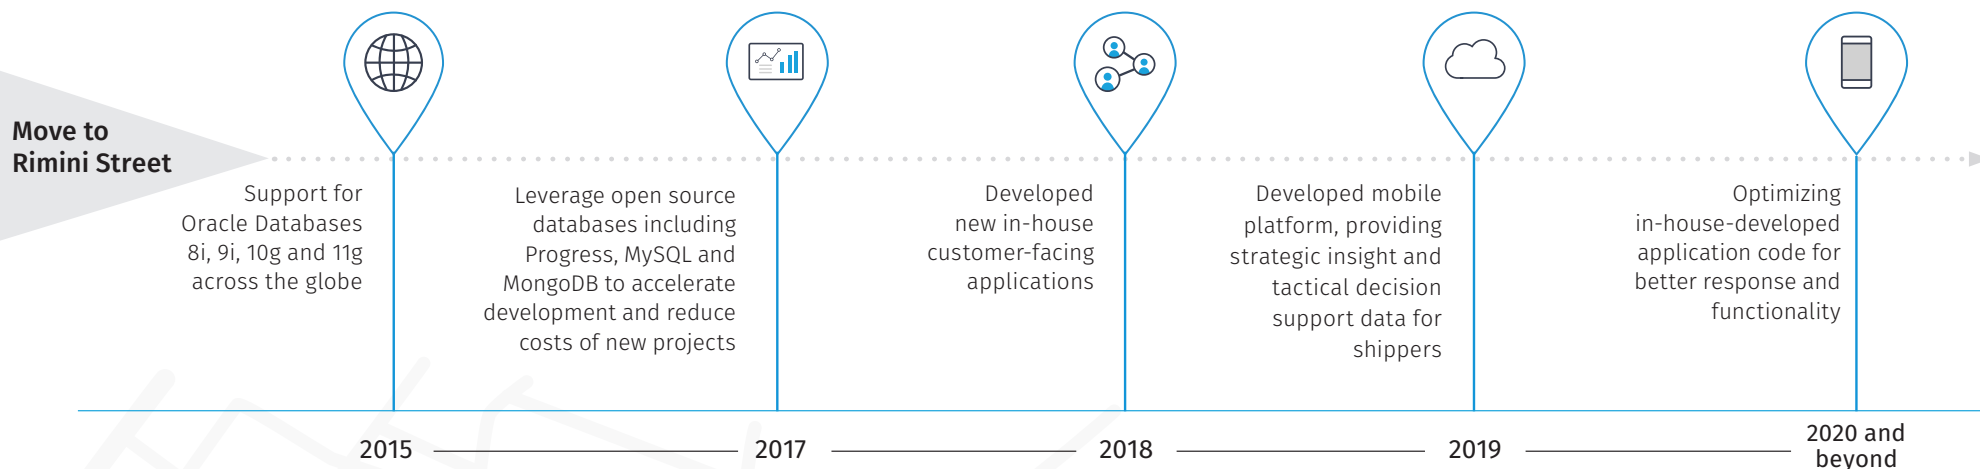 Move to
Rimini Street
Support for
Oracle Databases
8i, 9i, 10g and 11g
across the globe
Leverage open source
databases including
Progress, MySQL and
MongoDB to accelerate
development and reduce
costs of new projects
Developed
new in-house
customer-facing
applications
Developed mobile
platform, providing
strategic insight and
tactical decision
support data for
shippers
Optimizing
in-house-developed
application code for
better response and
functionality
2015
2017
2018
2019
2020 and
beyond